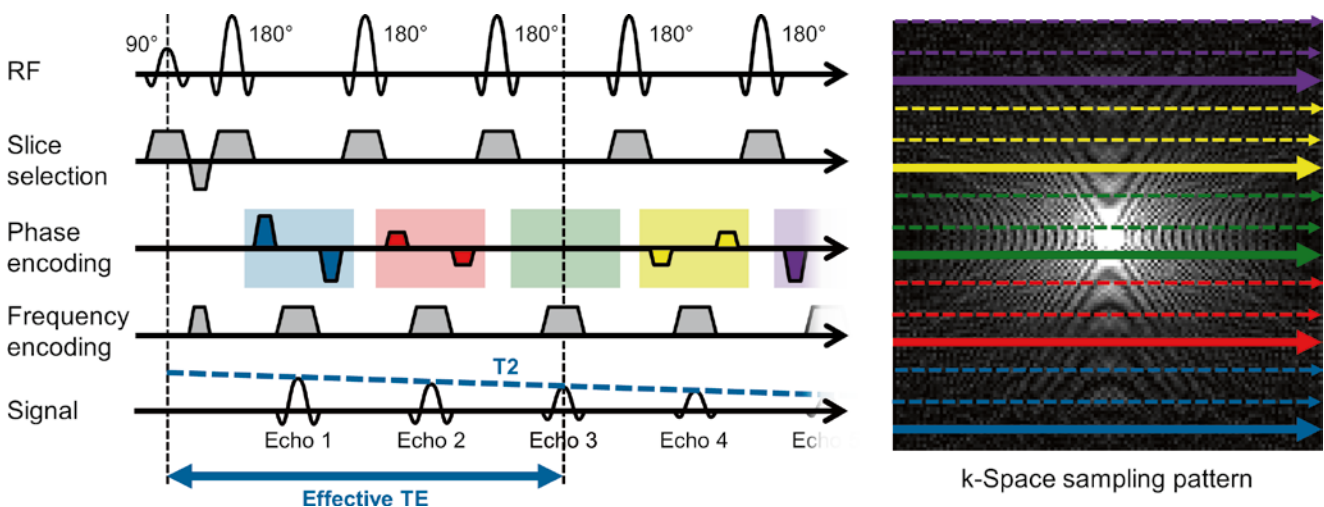 90° 180° 180° 180° 180° 180°
RF
Slice
selection
Phase
encoding
Frequency
encoding
T2
Signal
Echo 1 Echo 2 Echo 3 Echo 4 Echo
Effective TE
k-Space sampling pattern